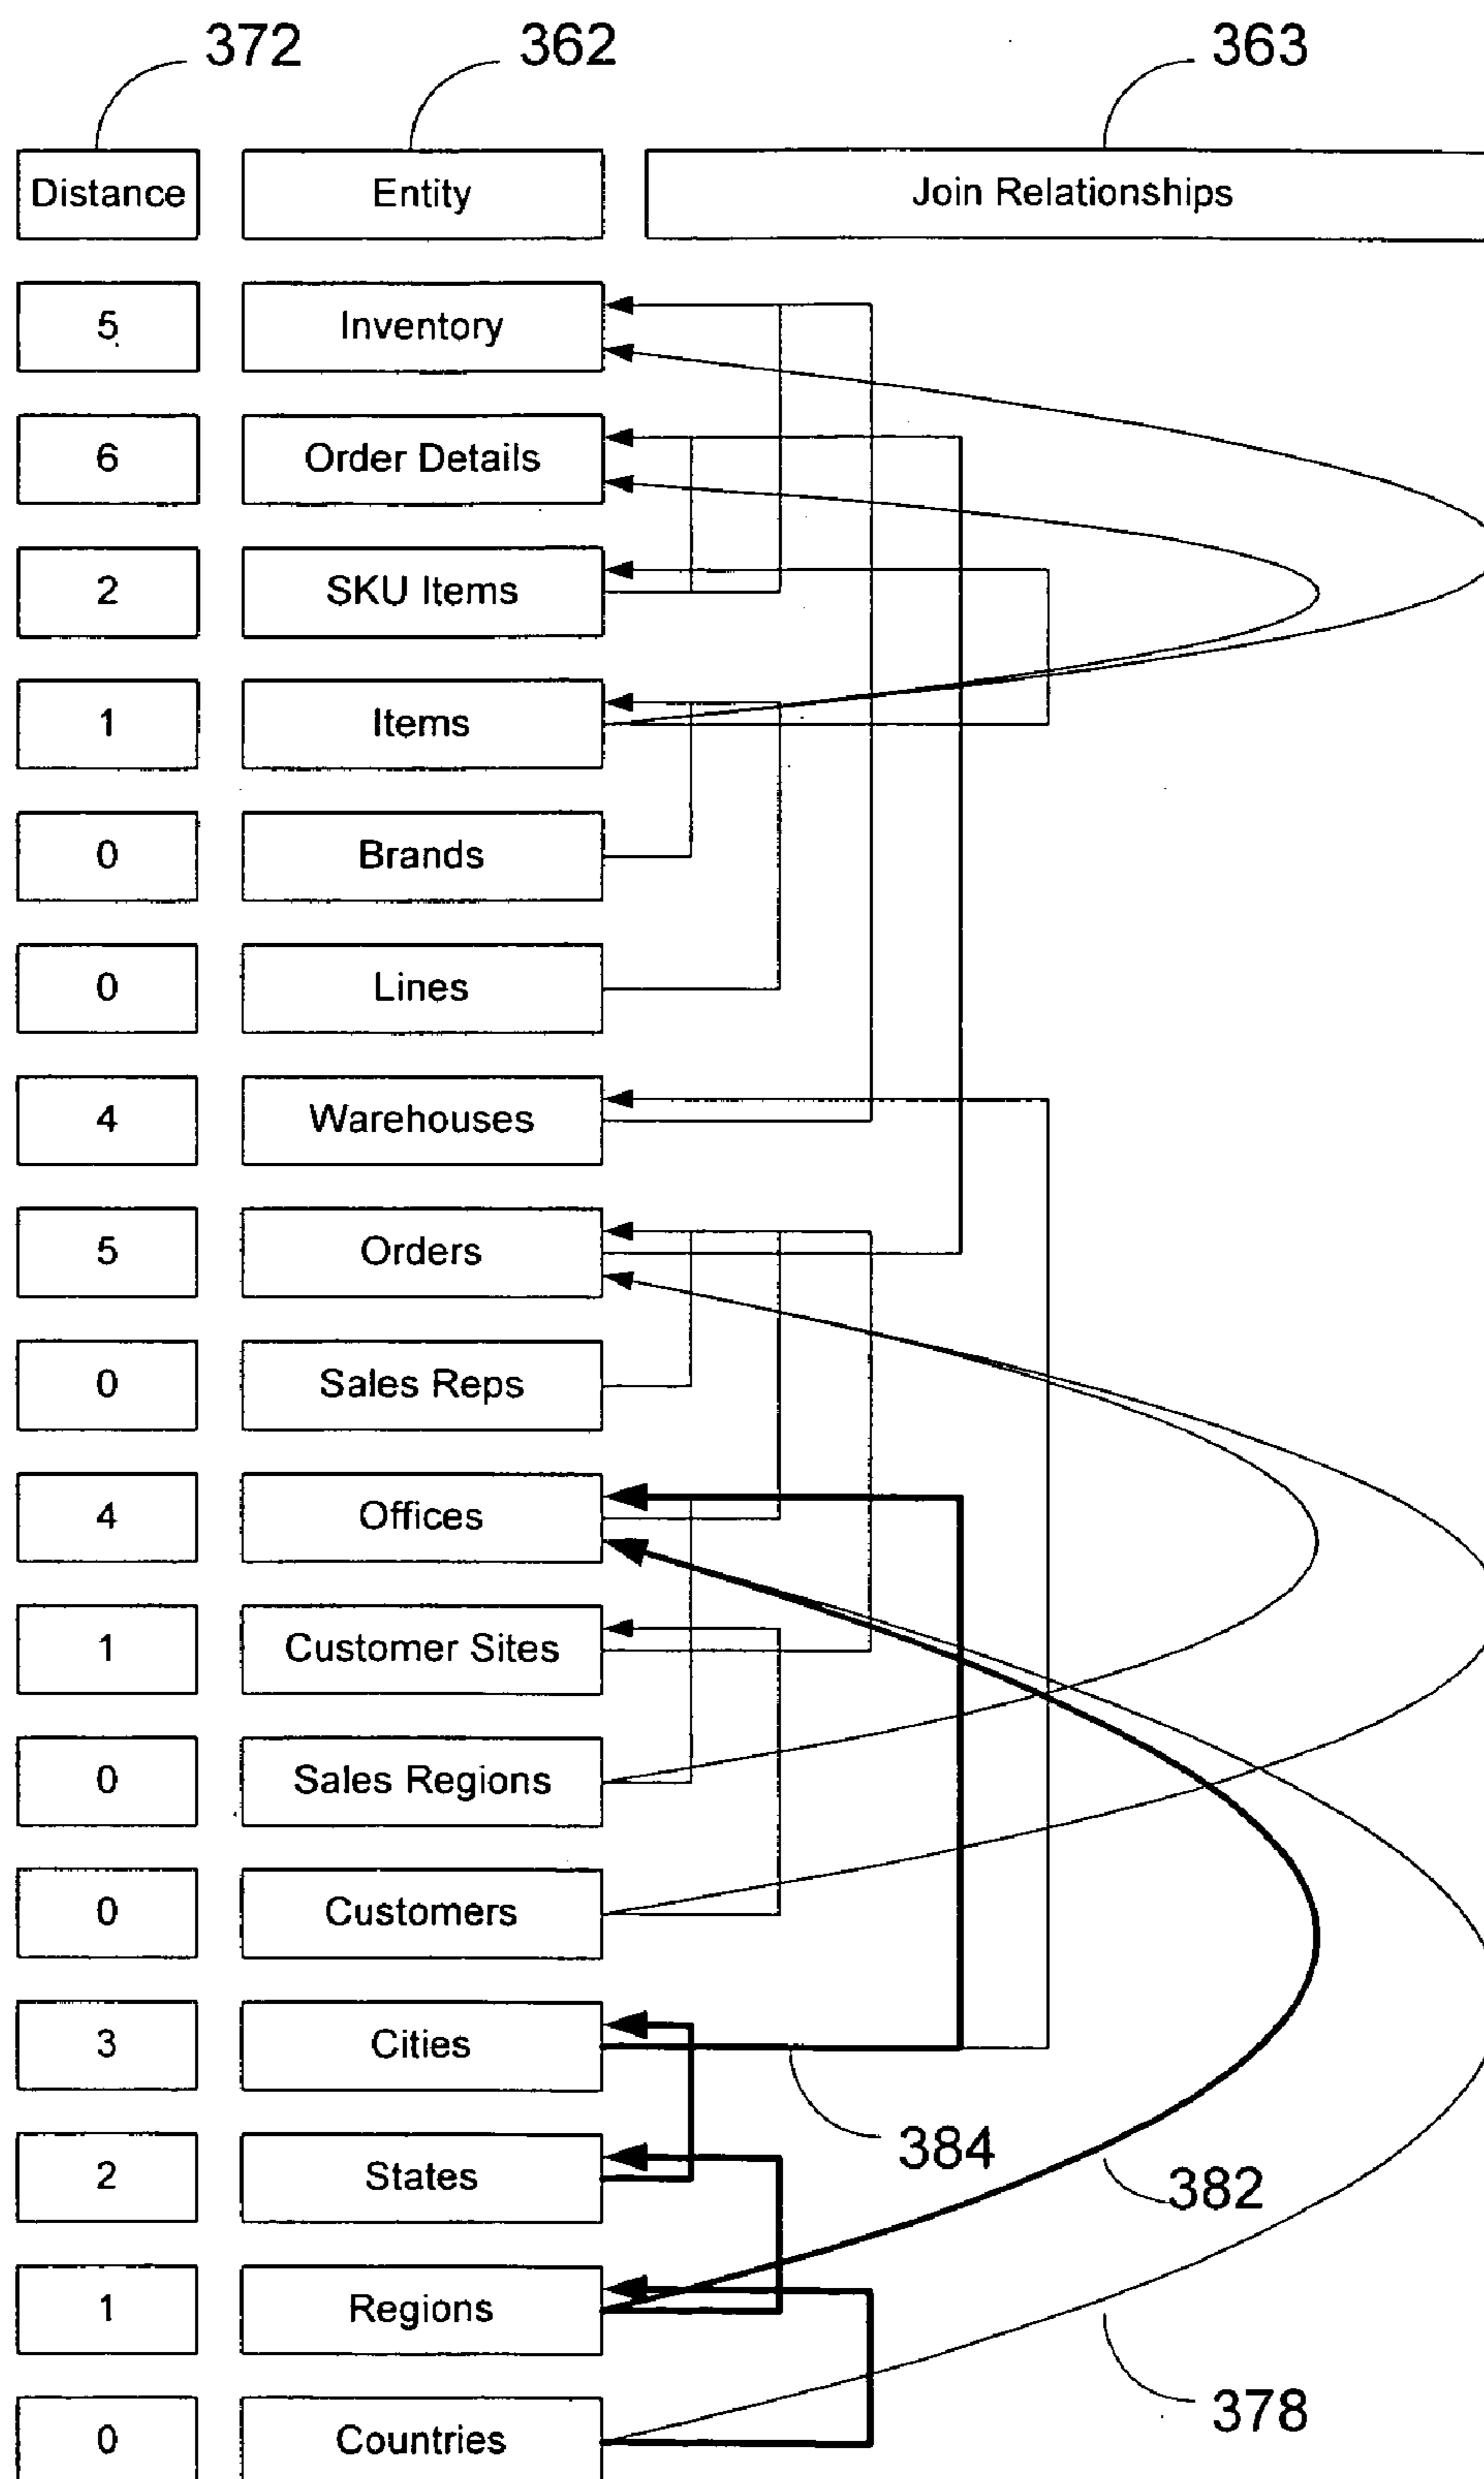 372 362 363
Distance Entity Join Relationships
5 Inventory
6 Order Details
2 SKU Items
1 Items
0 Brands
0 Lines
4 Warehouses
5 Orders
0 Sales Reps
4 Offices
1 Customer Sites
0 Sales Regions
0 Customers
3 Cities
384
2 States
382
1 Regions
378
0 Countries